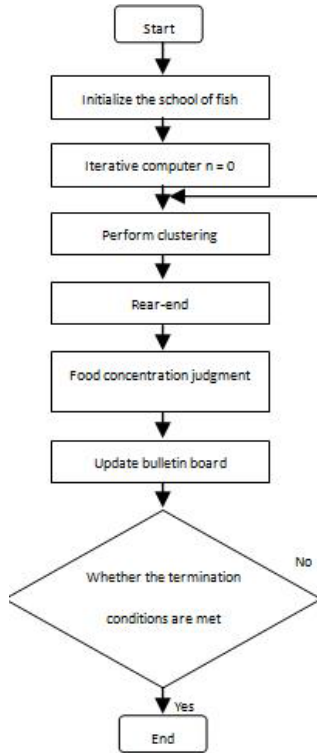 Start
Initialize the school of fish
Iterative computer n = 0
Perform clustering
Rear-end
Food concentration judgment
Update bulletin board
Whether the termination
conditions are met
No
Yes
End